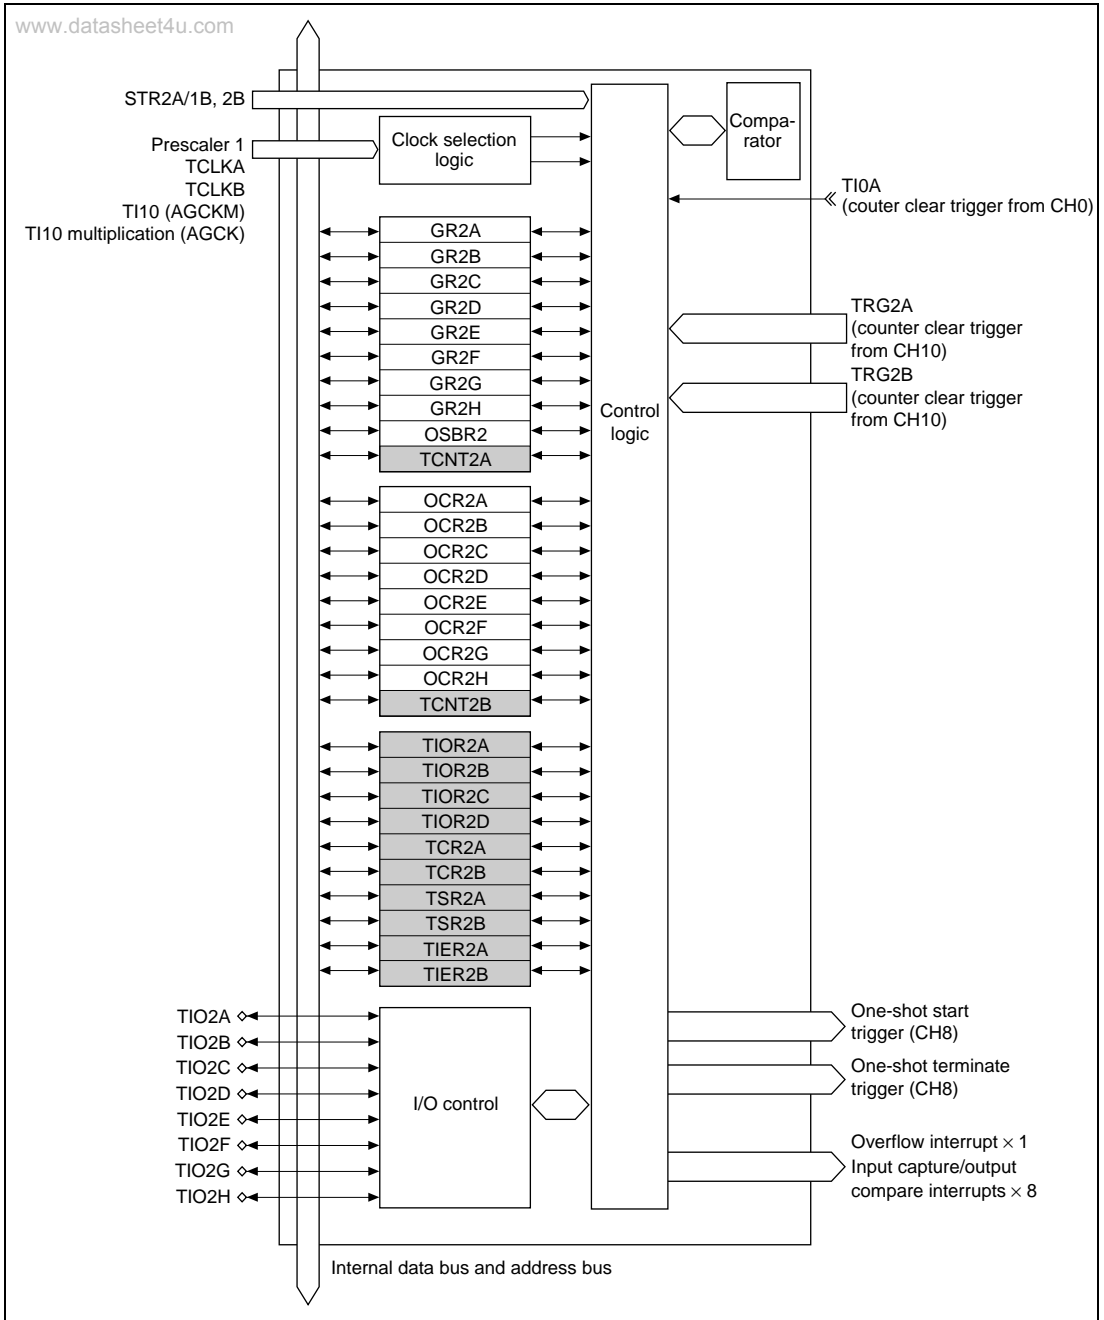 www.datasheet4u.com
STR2A/1B, 2B
Prescaler 1
TCLKA
TCLKB
TI10 (AGCKM)
TI10 multiplication (AGCK)
Clock selection
logic
Compa-
rator
TI0A
(couter clear trigger from CH0)
GR2A
GR2B
GR2C
GR2D
GR2E
GR2F
GR2G
GR2H
OSBR2
TCNT2A
TRG2A
(counter clear trigger
from CH10)
TRG2B
(counter clear trigger
from CH10)
Control
logic
OCR2A
OCR2B
OCR2C
OCR2D
OCR2E
OCR2F
OCR2G
OCR2H
TCNT2B
TIOR2A
TIOR2B
TIOR2C
TIOR2D
TCR2A
TCR2B
TSR2A
TSR2B
TIER2A
TIER2B
TIO2A
TIO2B
TIO2C
TIO2D
TIO2E
TIO2F
TIO2G
TIO2H
I/O control
One-shot start
trigger (CH8)
One-shot terminate
trigger (CH8)
Overflow interrupt × 1
Input capture/output
compare interrupts × 8
Internal data bus and address bus